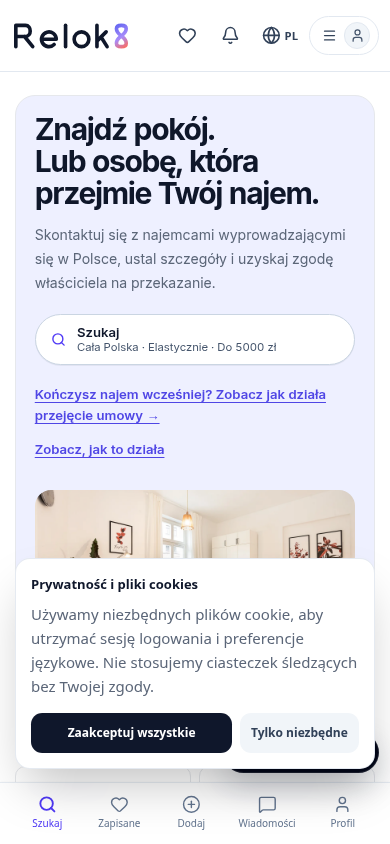 Relok8
PL
Znajdź pokój.
Lub osobę, która
przejmie Twój najem.
Skontaktuj się z najemcami wyprowadzającymi
się w Polsce, ustal szczegóły i uzyskaj zgodę
właściciela na przekazanie.
Szukaj
Cała Polska · Elastycznie · Do 5000 zł
Kończysz najem wcześniej? Zobacz jak działa
przejęcie umowy →
Zobacz, jak to działa
Prywatność i pliki cookies
Używamy niezbędnych plików cookie, aby
utrzymać sesję logowania i preferencje
językowe. Nie stosujemy ciasteczek śledzących
bez Twojej zgody.
Zaakceptuj wszystkie
Tylko niezbędne
Szukaj
Zapisane
Dodaj
Wiadomości
Profil